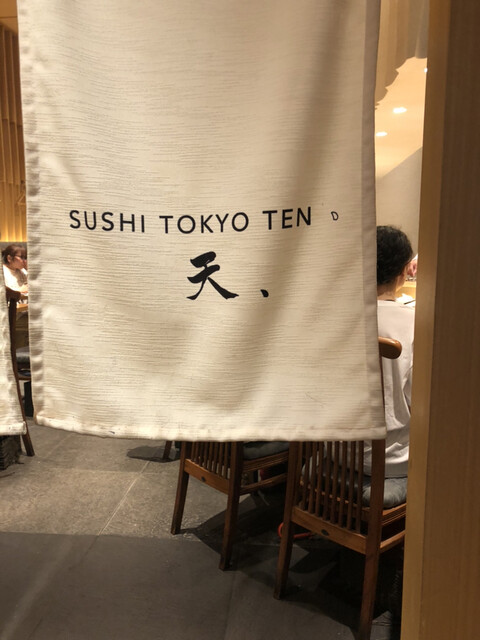 SUSHI TOKYO TEN、
天、